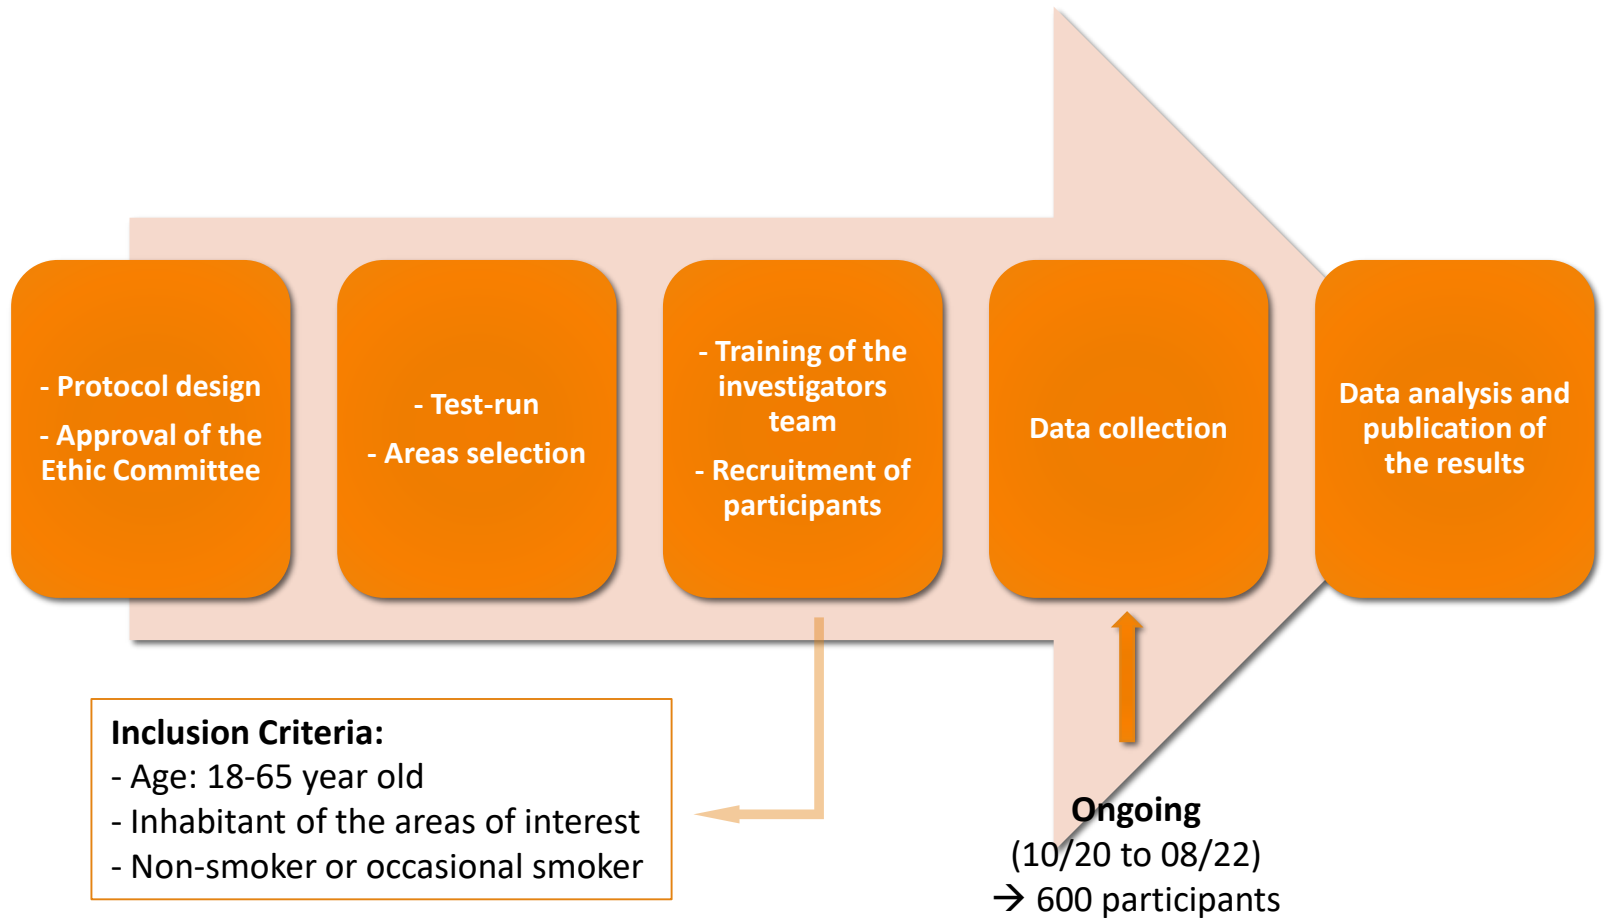 - Protocol design
- Approval of the
Ethic Committee
- Test-run
- Areas selection
- Training of the
investigators
team
- Recruitment of
participants
Data collection
Data analysis and
publication of
the results
Inclusion Criteria:
- Age: 18-65 year old
- Inhabitant of the areas of interest
- Non-smoker or occasional smoker
Ongoing
(10/20 to 08/22)
→ 600 participants